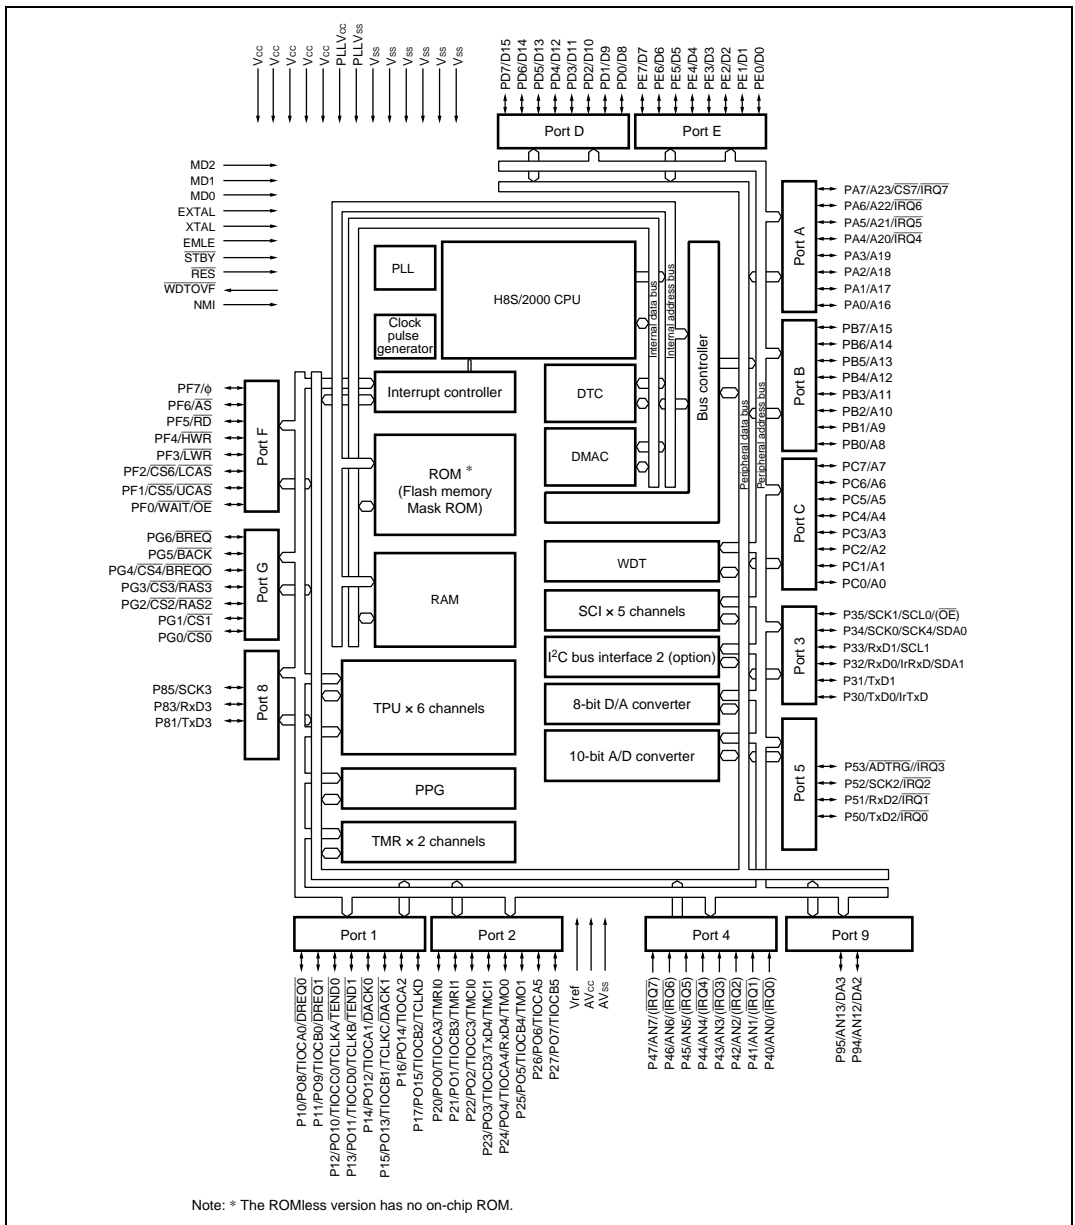 Vcc
Vcc
Vcc
Vcc
Vcc
PLLVcc
PLLVss
Vss
Vss
Vss
Vss
Vss
Vss
PD7/D15
PD6/D14
PD5/D13
PD4/D12
PD3/D11
PD2/D10
PD1/D9
PD0/D8
PE7/D7
PE6/D6
PE5/D5
PE4/D4
PE3/D3
PE2/D2
PE1/D1
PE0/D0
Port D
Port E
MD2
MD1
MD0
EXTAL
XTAL
EMLE
STBY
RES
WDTOVF
NMI
PLL
H8S/2000 CPU
Clock
pulse
generator
Interrupt controller
Internal data bus
Internal address bus
DTC
DMAC
Bus controller
Peripheral data bus
Peripheral address bus
ROM *
(Flash memory
Mask ROM)
RAM
WDT
SCI × 5 channels
I²C bus interface 2 (option)
8-bit D/A converter
10-bit A/D converter
TPU × 6 channels
PPG
TMR × 2 channels
Port A
PA7/A23/CS7/IRQ7
PA6/A22/IRQ6
PA5/A21/IRQ5
PA4/A20/IRQ4
PA3/A19
PA2/A18
PA1/A17
PA0/A16
Port B
PB7/A15
PB6/A14
PB5/A13
PB4/A12
PB3/A11
PB2/A10
PB1/A9
PB0/A8
Port C
PC7/A7
PC6/A6
PC5/A5
PC4/A4
PC3/A3
PC2/A2
PC1/A1
PC0/A0
Port 3
P35/SCK1/SCL0/(OE)
P34/SCK0/SCK4/SDA0
P33/RxD1/SCL1
P32/RxD0/IrRxD/SDA1
P31/TxD1
P30/TxD0/IrTxD
Port 5
P53/ADTRG//IRQ3
P52/SCK2/IRQ2
P51/RxD2/IRQ1
P50/TxD2/IRQ0
PF7/ϕ
PF6/AS
PF5/RD
PF4/HWR
PF3/LWR
PF2/CS6/LCAS
PF1/CS5/UCAS
PF0/WAIT/OE
Port F
PG6/BREQ
PG5/BACK
PG4/CS4/BREQO
PG3/CS3/RAS3
PG2/CS2/RAS2
PG1/CS1
PG0/CS0
Port G
P85/SCK3
P83/RxD3
P81/TxD3
Port 8
Port 1
Port 2
Port 4
Port 9
P10/PO8/TIOCA0/DREQ0
P11/PO9/TIOCB0/DREQ1
P12/PO10/TIOCC0/TCLKA/TEND0
P13/PO11/TIOCD0/TCLKB/TEND1
P14/PO12/TIOCA1/DACK0
P15/PO13/TIOCB1/TCLKC/DACK1
P16/PO14/TIOCA2
P17/PO15/TIOCB2/TCLKD
P20/PO0/TIOCA3/TMRI0
P21/PO1/TIOCB3/TMRI1
P22/PO2/TIOCC3/TMCI0
P23/PO3/TIOCD3/TxD4/TMCI1
P24/PO4/TIOCA4/RxD4/TMO0
P25/PO5/TIOCB4/TMO1
P26/PO6/TIOCA5
P27/PO7/TIOCB5
Vref
AVcc
AVss
P47/AN7/(IRQ7)
P46/AN6/(IRQ6)
P45/AN5/(IRQ5)
P44/AN4/(IRQ4)
P43/AN3/(IRQ3)
P42/AN2/(IRQ2)
P41/AN1/(IRQ1)
P40/AN0/(IRQ0)
P95/AN13/DA3
P94/AN12/DA2
Note: * The ROMless version has no on-chip ROM.